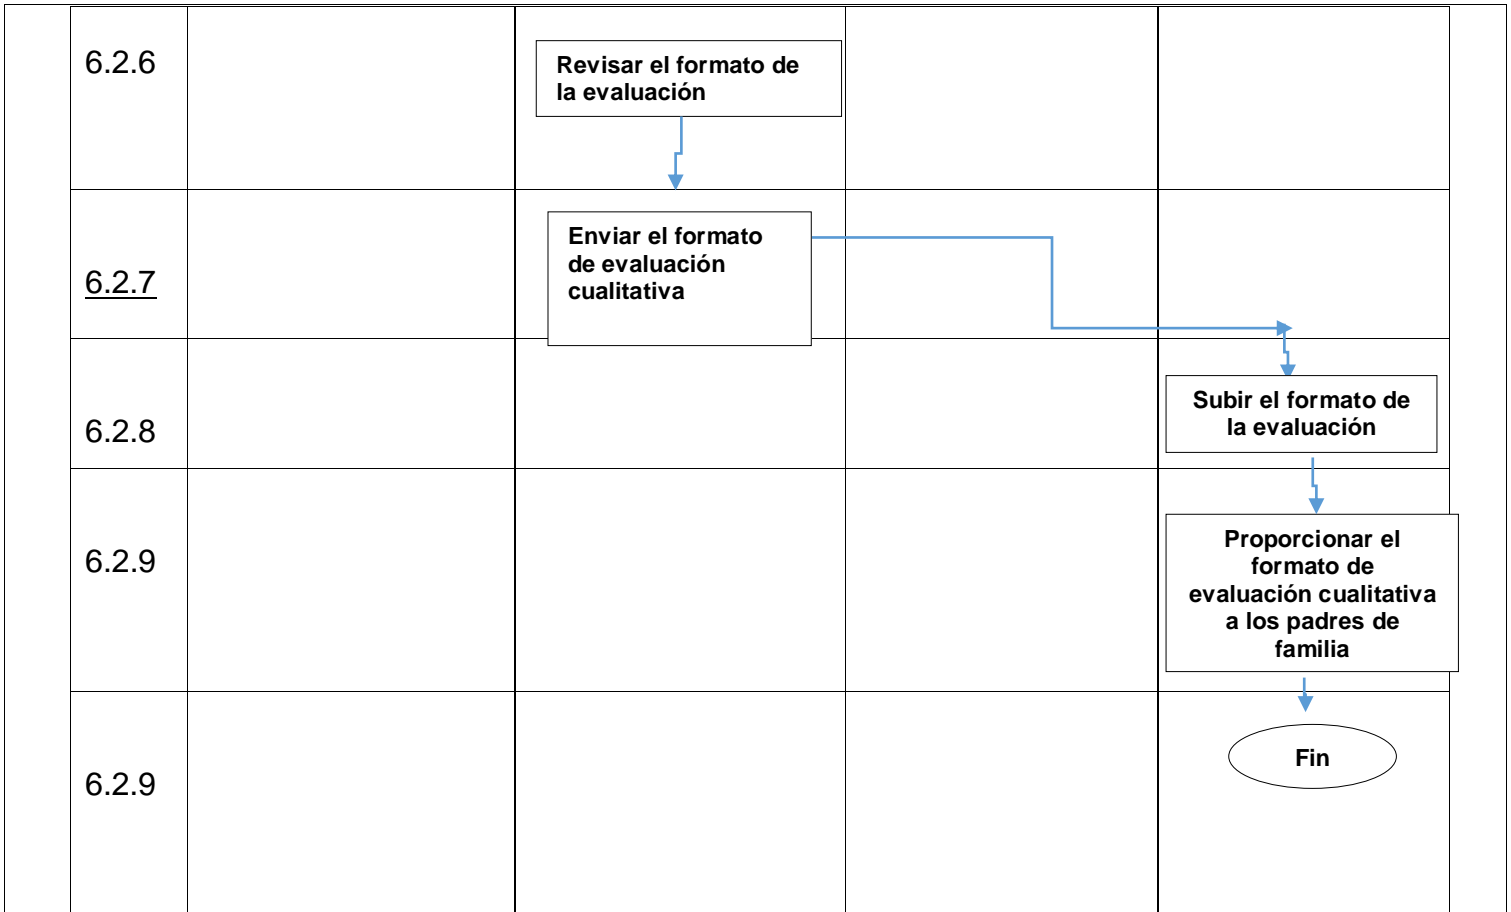 6.2.6
Revisar el formato de
la evaluación
6.2.7
Enviar el formato
de evaluación
cualitativa
6.2.8
Subir el formato de
la evaluación
6.2.9
Proporcionar el
formato de
evaluación cualitativa
a los padres de
familia
6.2.9
Fin